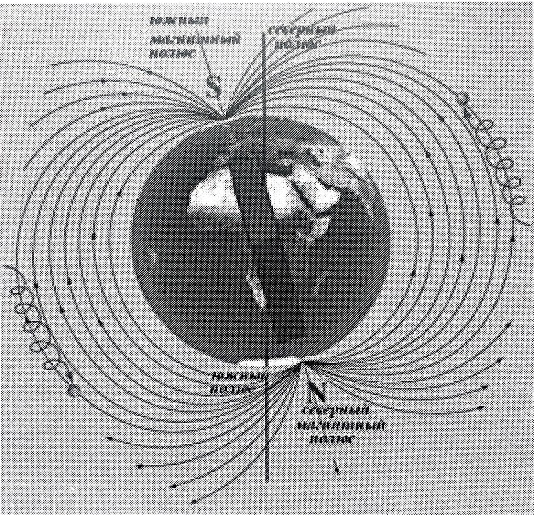 южный
магнитный
полюс
северный
полюс
S
южный
полюс
N
северный
магнитный
полюс